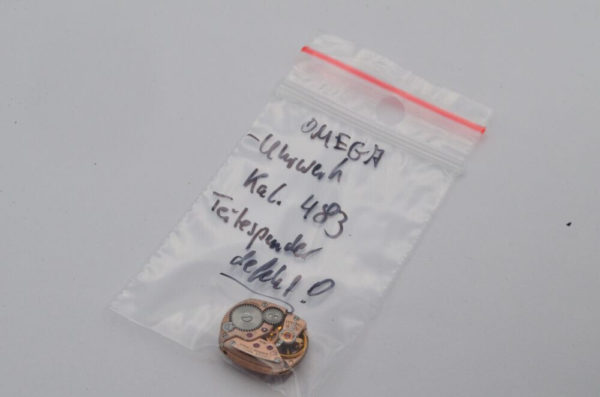 OMEGA
-Uhrwerk
Kal. 483
Teilespender
defekt!